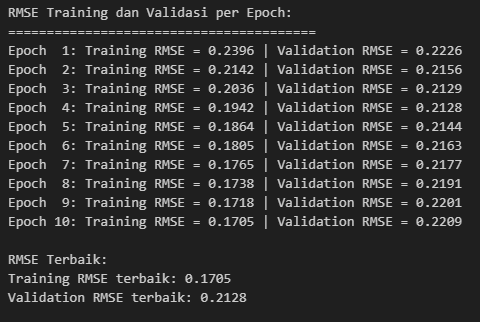 RMSE Training dan Validasi per Epoch:
========================================
Epoch  1: Training RMSE = 0.2396 | Validation RMSE = 0.2226
Epoch  2: Training RMSE = 0.2142 | Validation RMSE = 0.2156
Epoch  3: Training RMSE = 0.2036 | Validation RMSE = 0.2129
Epoch  4: Training RMSE = 0.1942 | Validation RMSE = 0.2128
Epoch  5: Training RMSE = 0.1864 | Validation RMSE = 0.2144
Epoch  6: Training RMSE = 0.1805 | Validation RMSE = 0.2163
Epoch  7: Training RMSE = 0.1765 | Validation RMSE = 0.2177
Epoch  8: Training RMSE = 0.1738 | Validation RMSE = 0.2191
Epoch  9: Training RMSE = 0.1718 | Validation RMSE = 0.2201
Epoch 10: Training RMSE = 0.1705 | Validation RMSE = 0.2209
RMSE Terbaik:
Training RMSE terbaik: 0.1705
Validation RMSE terbaik: 0.2128